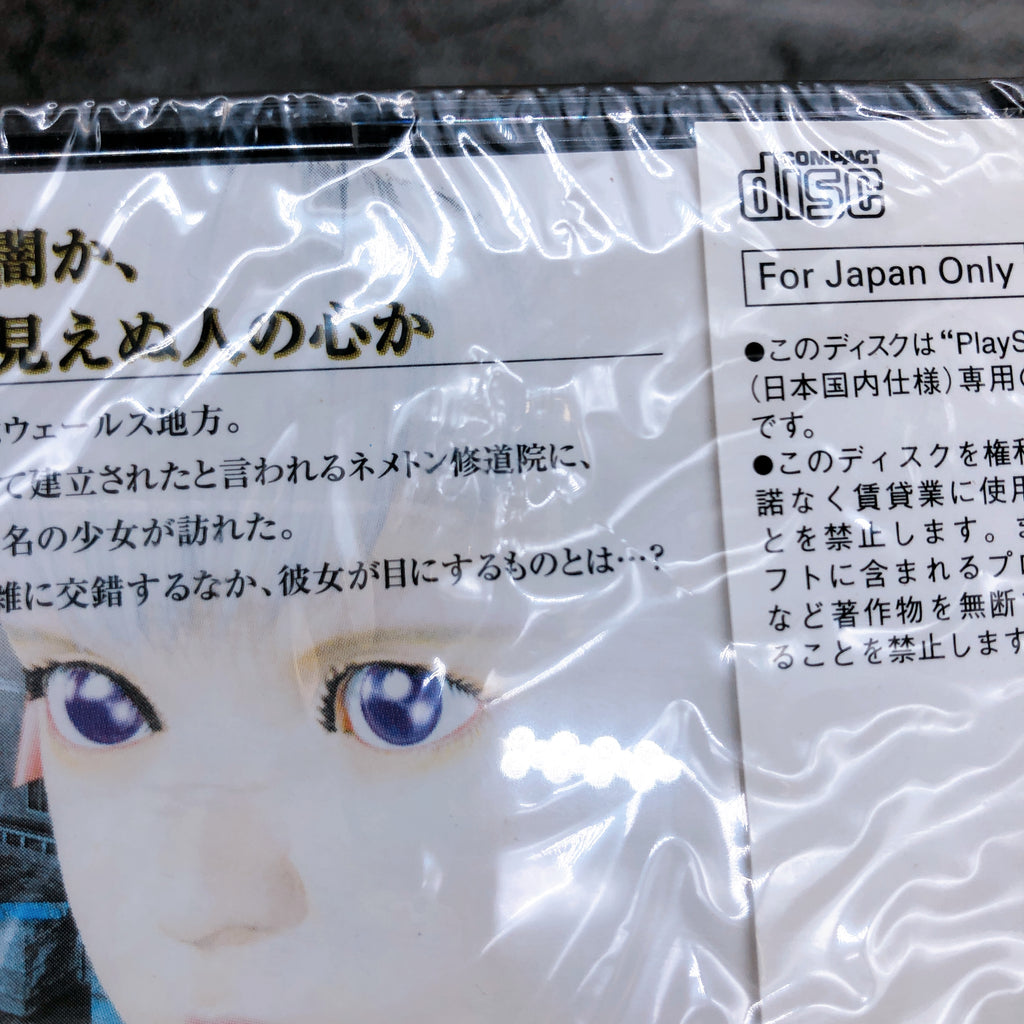 闇か、
見えぬ人の心か
ウェールズ地方。
て建立されたと言われるネメトン修道院に、
名の少女が訪れた。
雑に交錯するなか、彼女が目にするものとは…?
COMPACT
disc
For Japan Only
●このディスクは“PlayS
(日本国内仕様)専用の
です。
●このディスクを権利
諾なく賃貸業に使用
とを禁止します。ま
フトに含まれるプロ
など著作物を無断
ることを禁止します